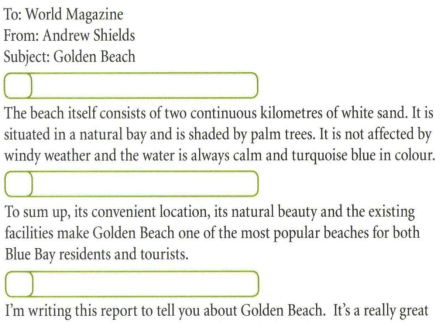 To: World Magazine
From: Andrew Shields
Subject: Golden Beach
The beach itself consists of two continuous kilometres of white sand. It is
situated in a natural bay and is shaded by palm trees. It is not affected by
windy weather and the water is always calm and turquoise blue in colour.
To sum up, its convenient location, its natural beauty and the existing
facilities make Golden Beach one of the most popular beaches for both
Blue Bay residents and tourists.
I'm writing this report to tell you about Golden Beach. It's a really great